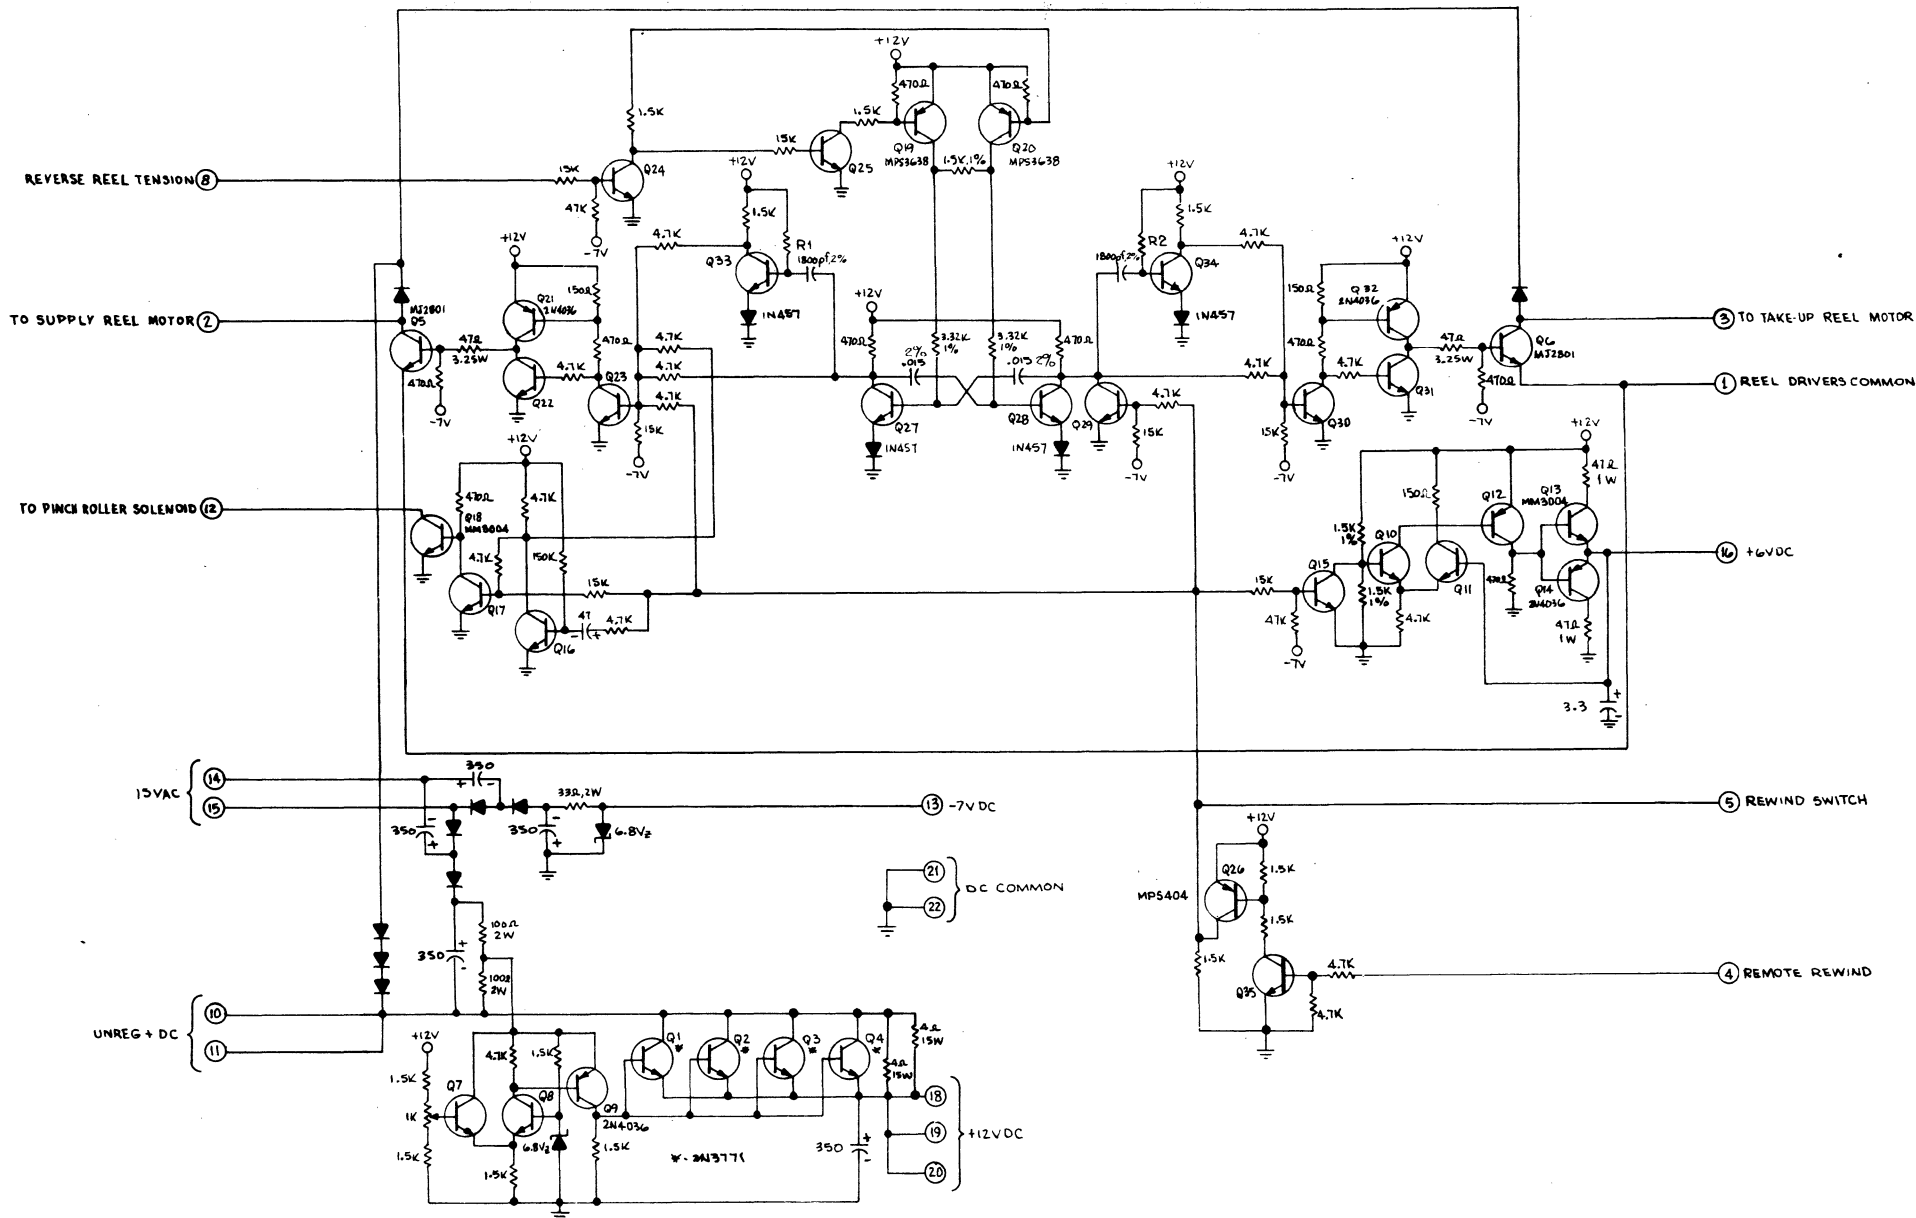 +12V
470Ω
470Ω
1.5K
1.5K
Q19
MPS3638
Q20
MPS3638
15K
Q25
+12V
1.5K,1%
+12V
REVERSE REEL TENSION 8
15K
Q24
47K
-7V
1.5K
R1
1800pf,2%
4.7K
Q33
1.5K
R2
1800pf,2%
4.7K
Q34
+12V
+12V
150Ω
Q21
2N4036
1N457
1N457
150Ω
Q32
2N4036
MJ2801
Q5
TO SUPPLY REEL MOTOR 2
3 TO TAKE-UP REEL MOTOR
47Ω
3.25W
470Ω
-7V
470Ω
4.7K
Q22
Q23
4.7K
4.7K
4.7K
15K
-7V
+12V
470Ω
2%
.015
3.32K
1%
3.32K
1%
.015 2%
470Ω
Q27
1N457
Q28
1N457
Q29
4.7K
15K
-7V
4.7K
15K
-7V
Q30
470Ω
4.7K
Q31
47Ω
3.25W
470Ω
-7V
Q6
MJ2801
1 REEL DRIVERS COMMON
+12V
TO PINCH ROLLER SOLENOID 12
470Ω
Q18
MM3004
4.7K
4.7K
150K
Q17
15K
47
- +
4.7K
Q16
+12V
47Ω
1W
150Ω
Q12
Q13
MM3004
1.5K
1%
Q10
Q15
1.5K
1%
Q11
470Ω
Q14
2N4036
16 +6VDC
15K
47K
-7V
4.7K
47Ω
1W
3.3
+
-
15VAC
14
15
350
+ -
33Ω,2W
13 -7VDC
350
-
+
350
-
+
6.8Vz
5 REWIND SWITCH
+12V
Q26
MPS404
1.5K
1.5K
1.5K
Q35
4.7K
4.7K
4 REMOTE REWIND
21
22
DC COMMON
100Ω
2W
100Ω
2W
350
+
-
UNREG + DC
10
11
+12V
1.5K
1K
1.5K
Q7
4.7K
1.5K
Q8
6.8Vz
1.5K
Q9
2N4036
1.5K
Q1
*
Q2
*
Q3
*
Q4
*
4Ω
15W
4Ω
15W
350
+
-
*-2N3771
18
19
20
+12VDC